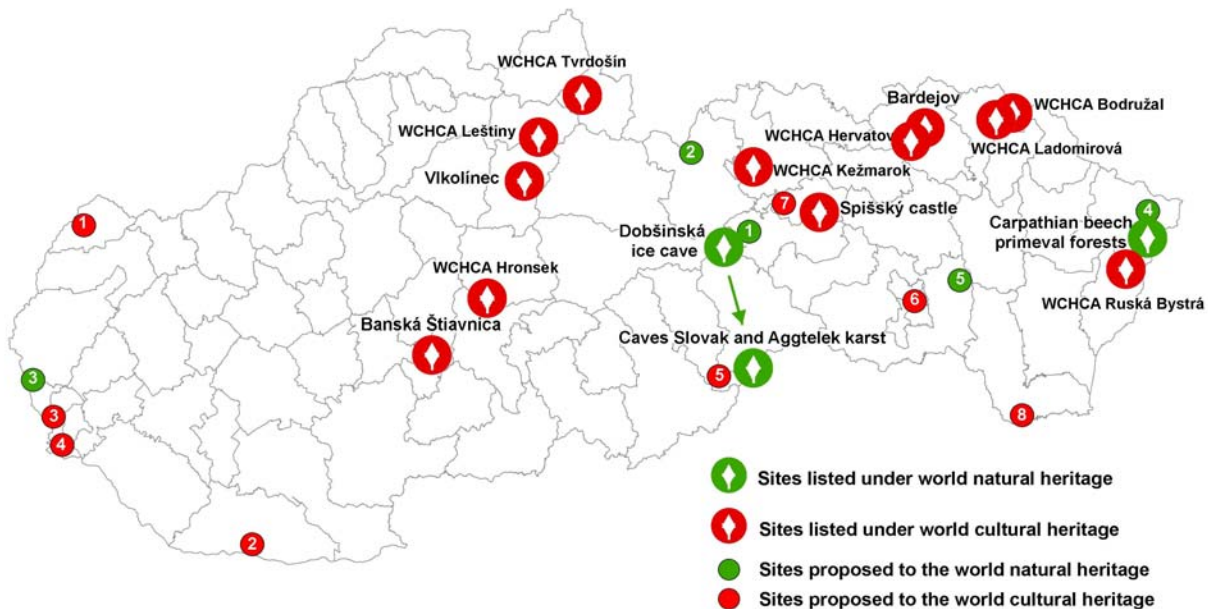 WCHCA Tvrdošín
WCHCA Leštiny
Vlkolínec
Bardejov
WCHCA Bodružal
WCHCA Hervatov
WCHCA Ladomirová
2
WCHCA Kežmarok
7
Spišský castle
1
4
Carpathian beech
primeval forests
1
Dobšinská
ice cave
WCHCA Hronsek
5
6
WCHCA Ruská Bystrá
Banská Štiavnica
Caves Slovak and Aggtelek karst
3
5
3
4
8
2
Sites listed under world natural heritage
Sites listed under world cultural heritage
Sites proposed to the world natural heritage
Sites proposed to the world cultural heritage